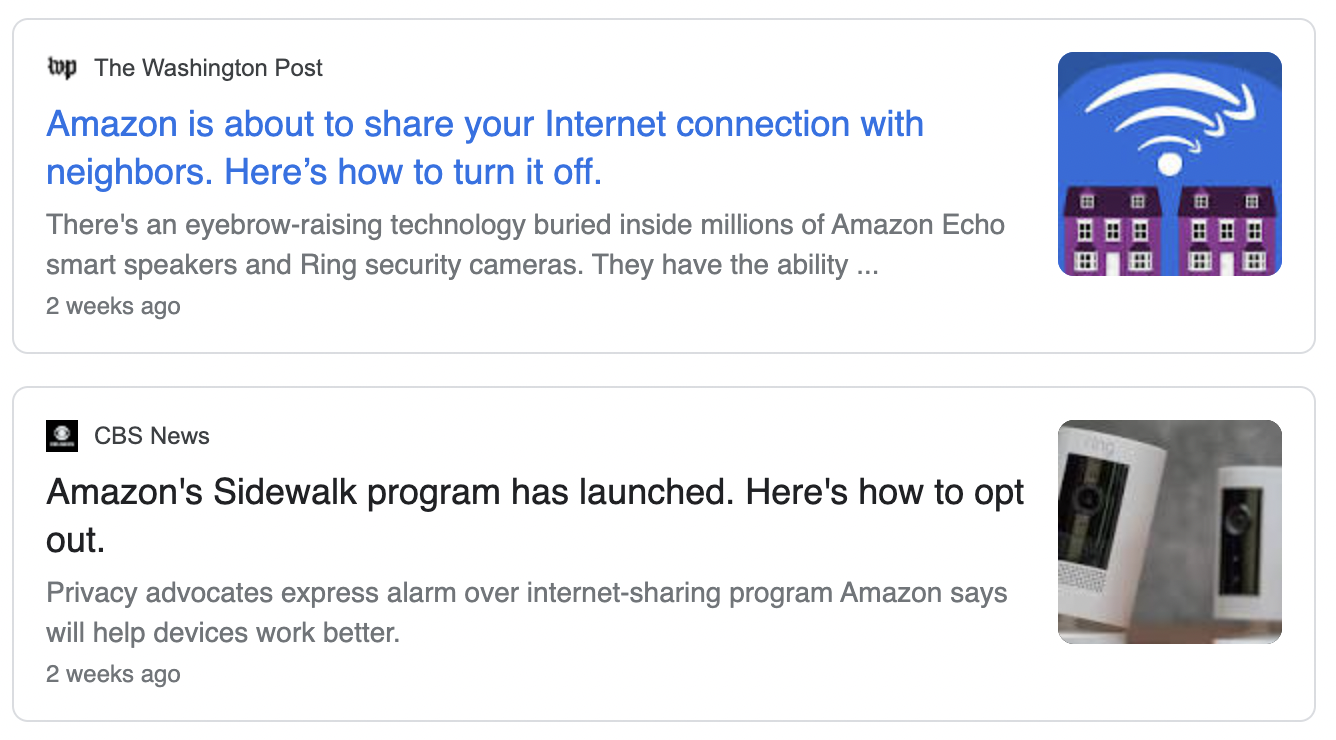 wp The Washington Post
Amazon is about to share your Internet connection with
neighbors. Here’s how to turn it off.
There's an eyebrow-raising technology buried inside millions of Amazon Echo
smart speakers and Ring security cameras. They have the ability ...
2 weeks ago
CBS News
Amazon's Sidewalk program has launched. Here's how to opt
out.
Privacy advocates express alarm over internet-sharing program Amazon says
will help devices work better.
2 weeks ago
ring